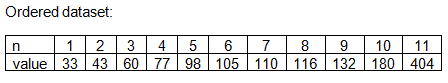 Ordered dataset:
n 1 2 3 4 5 6 7 8 9 10 11
value 33 43 60 77 98 105 110 116 132 180 404